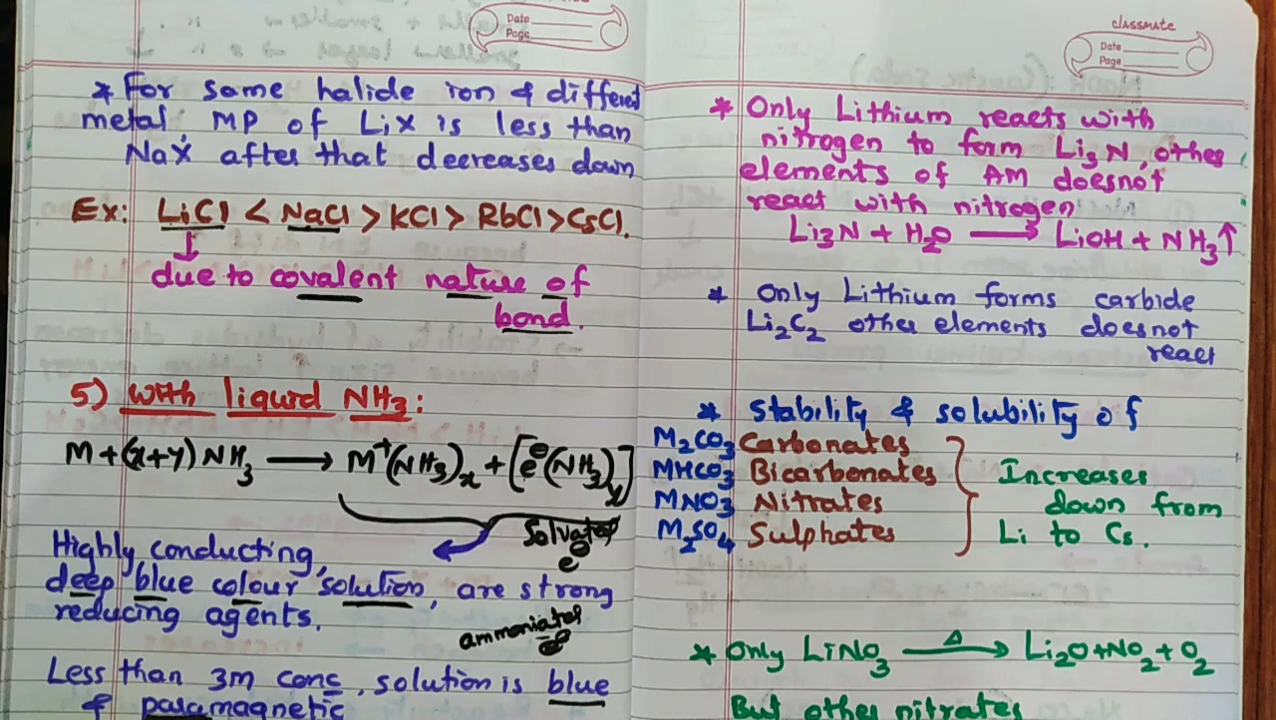 Date
Page
* For same halide ion & different
metal, MP of LiX is less than
NaX after that decreases down
Ex: LiCl < NaCl > KCl > RbCl > CsCl.
due to covalent nature of
bond.
5) with liquid NH₃:
M + (x+y) NH₃ → M⁺(NH₃)ₓ + [e⊖(NH₃)y]
Solvated
e⊖
Highly conducting,
deep blue colour solution, are strong
reducing agents.
ammoniated
e
Less than 3m conc, solution is blue
& paramagnetic
classmate
Date
Page
* Only Lithium reacts with
nitrogen to form Li₃N, other
elements of AM doesnot
react with nitrogen
Li₃N + H₂O → LiOH + NH₃↑
* Only Lithium forms carbide
Li₂C₂ other elements doesnot
react
* Stability & solubility of
M₂CO₃ Carbonates
MHCO₃ Bicarbonates Increases
MNO₃ Nitrates down from
M₂SO₄ Sulphates Li to Cs.
* Only LiNO₃ —Δ→ Li₂O+NO₂+O₂
But other nitrates